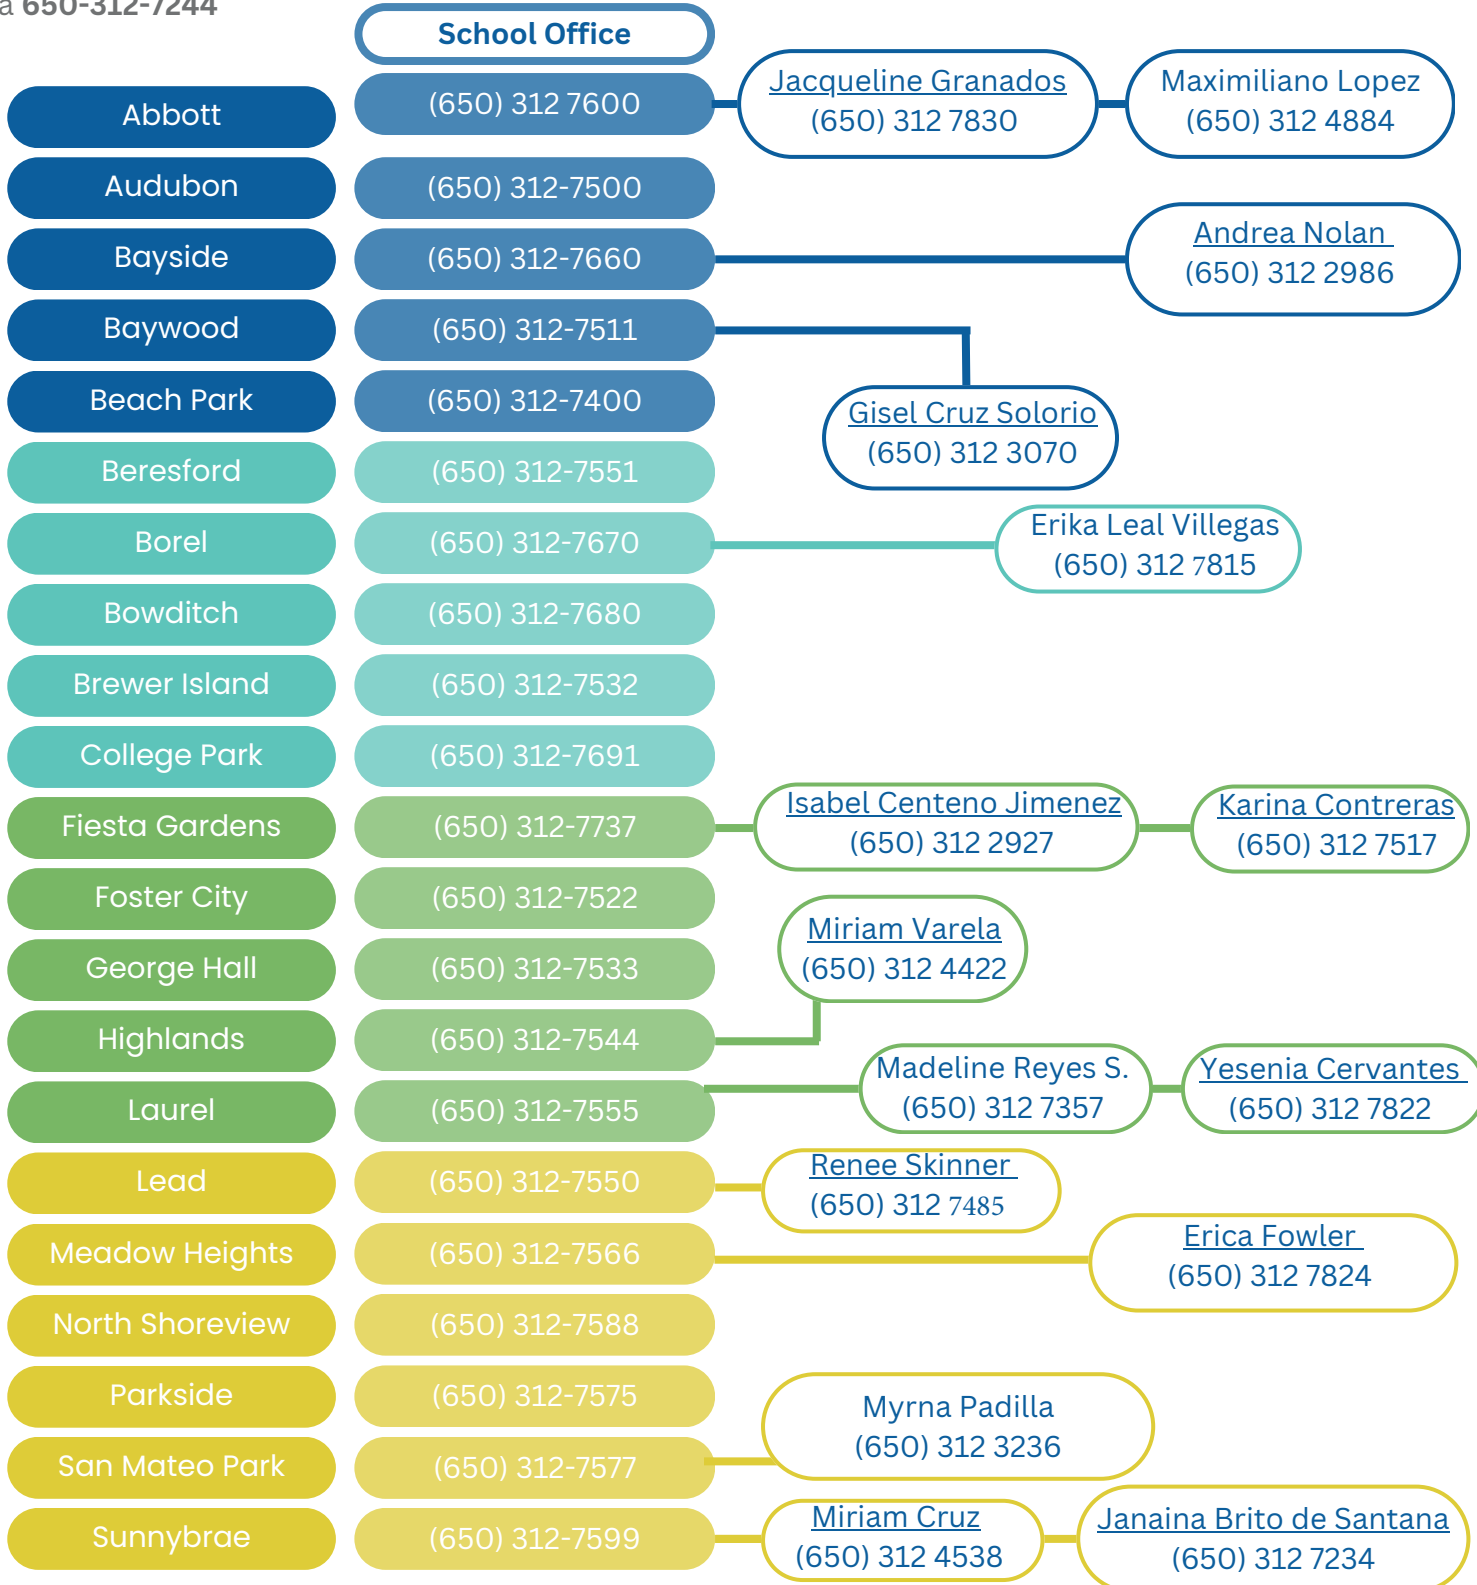 a 650-312-7244
School Office
Abbott
(650) 312 7600
Jacqueline Granados
(650) 312 7830
Maximiliano Lopez
(650) 312 4884
Audubon
(650) 312-7500
Bayside
(650) 312-7660
Andrea Nolan
(650) 312 2986
Baywood
(650) 312-7511
Gisel Cruz Solorio
(650) 312 3070
Beach Park
(650) 312-7400
Beresford
(650) 312-7551
Borel
(650) 312-7670
Erika Leal Villegas
(650) 312 7815
Bowditch
(650) 312-7680
Brewer Island
(650) 312-7532
College Park
(650) 312-7691
Fiesta Gardens
(650) 312-7737
Isabel Centeno Jimenez
(650) 312 2927
Karina Contreras
(650) 312 7517
Foster City
(650) 312-7522
George Hall
(650) 312-7533
Highlands
(650) 312-7544
Miriam Varela
(650) 312 4422
Laurel
(650) 312-7555
Madeline Reyes S.
(650) 312 7357
Yesenia Cervantes
(650) 312 7822
Lead
(650) 312-7550
Renee Skinner
(650) 312 7485
Meadow Heights
(650) 312-7566
Erica Fowler
(650) 312 7824
North Shoreview
(650) 312-7588
Parkside
(650) 312-7575
San Mateo Park
(650) 312-7577
Myrna Padilla
(650) 312 3236
Sunnybrae
(650) 312-7599
Miriam Cruz
(650) 312 4538
Janaina Brito de Santana
(650) 312 7234